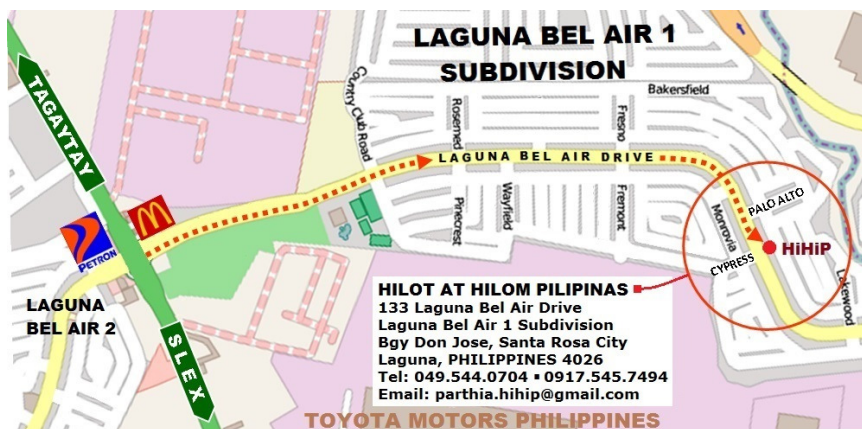 LAGUNA BEL AIR 1
SUBDIVISION
TAGAYTAY
Country Club Road
Rosemed
Fresno
Bakersfield
LAGUNA BEL AIR DRIVE
Pinecrest
Wayfield
Fremont
Monrovia
PALO ALTO
HiHiP
CYPRESS
Lakewood
PETRON
LAGUNA
BEL AIR 2
SLEX
HILOT AT HILOM PILIPINAS
133 Laguna Bel Air Drive
Laguna Bel Air 1 Subdivision
Bgy Don Jose, Santa Rosa City
Laguna, PHILIPPINES 4026
Tel: 049.544.0704 ▪ 0917.545.7494
Email: parthia.hihip@gmail.com
TOYOTA MOTORS PHILIPPINES